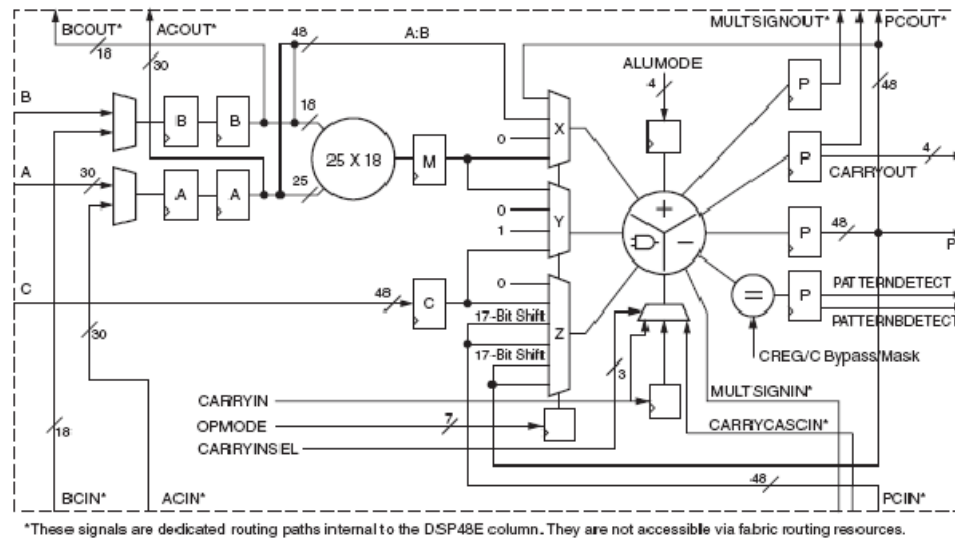 BCOUT* ACOUT* 48 A:B MULTSIGNOUT* PCOUT*
18
30
ALUMODE
4
48
B
B B 18
X
P
0
25 X 18 M
P 4
CARRYOUT
A 30
A A 25
0
1
Y
+
−
P 48
P
C 48 C
0
17-Bit Shift
Z
17-Bit Shift
=
P
PATTERNDETECT
PATTERNBDETECT
30
3
CREG/C Bypass/Mask
CARRYIN
MULTSIGNIN*
OPMODE 7
CARRYCASCIN*
CARRYINSEL
18
48
BCIN* ACIN* PCIN*
*These signals are dedicated routing paths internal to the DSP48E column. They are not accessible via fabric routing resources.